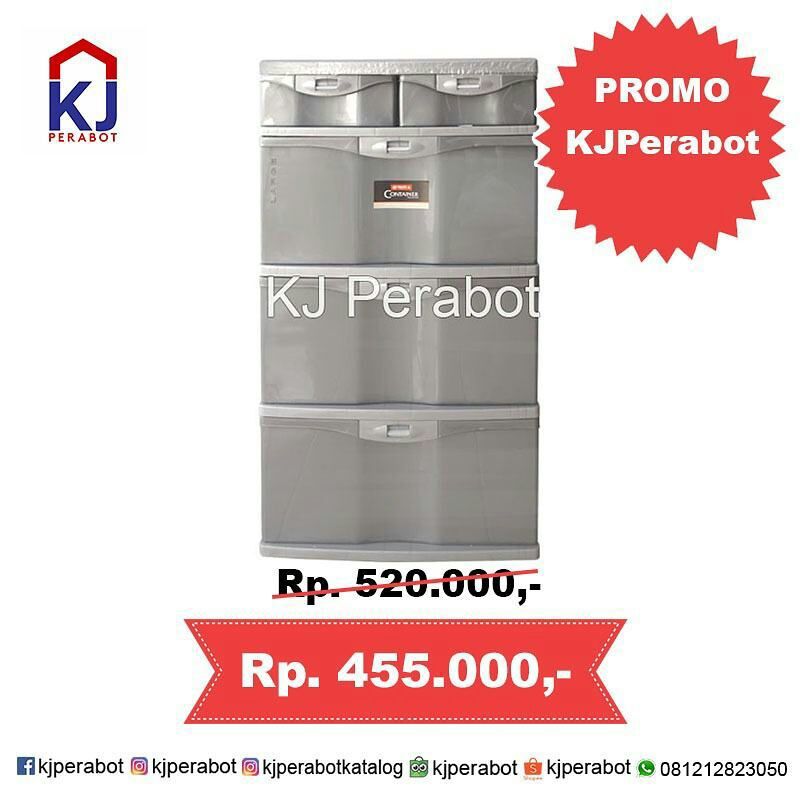 KJ
PERABOT
PROMO
KJPerabot
CONTAINER
KJ Perabot
Rp. 520.000,-
Rp. 455.000,-
kjperabot kjperabot kjperabotkatalog kjperabot Shopee kjperabot 081212823050